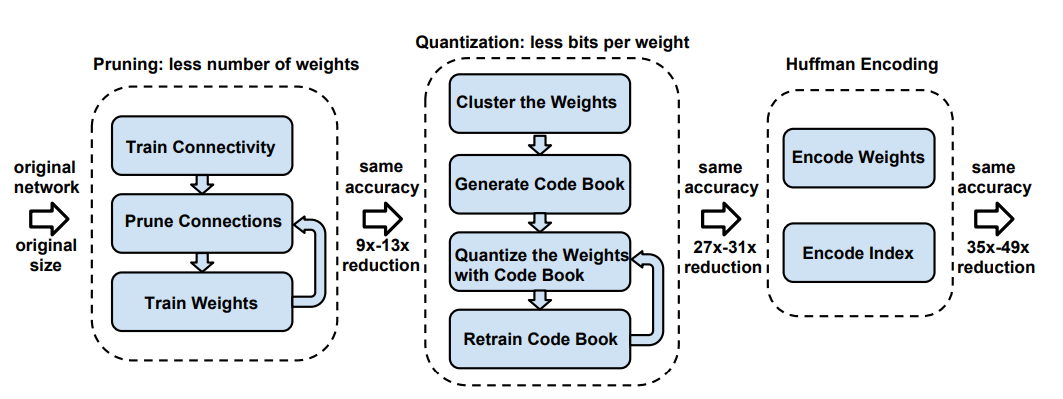 Quantization: less bits per weight
Pruning: less number of weights
Huffman Encoding
original
network
original
size
Train Connectivity
Prune Connections
Train Weights
same
accuracy
9x-13x
reduction
Cluster the Weights
Generate Code Book
Quantize the Weights
with Code Book
Retrain Code Book
same
accuracy
27x-31x
reduction
Encode Weights
Encode Index
same
accuracy
35x-49x
reduction